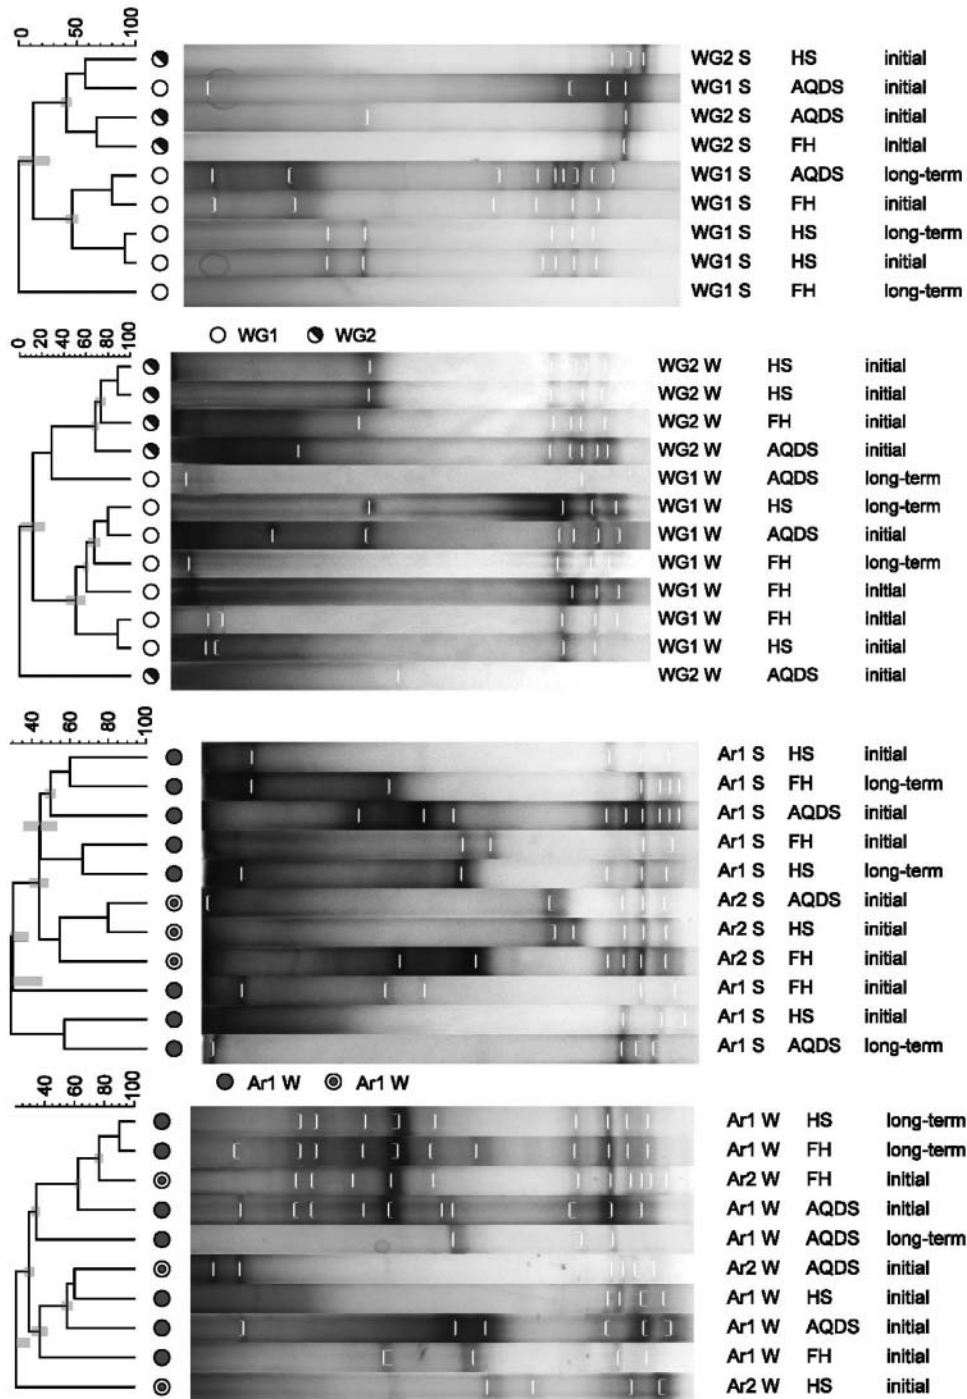 0 50 100
WG2 S HS initial
WG1 S AQDS initial
WG2 S AQDS initial
WG2 S FH initial
WG1 S AQDS long-term
WG1 S FH initial
WG1 S HS long-term
WG1 S HS initial
WG1 S FH long-term
WG1 WG2
0 20 40 60 80 100
WG2 W HS initial
WG2 W HS initial
WG2 W FH initial
WG2 W AQDS initial
WG1 W AQDS long-term
WG1 W HS long-term
WG1 W AQDS initial
WG1 W FH long-term
WG1 W FH initial
WG1 W FH initial
WG1 W HS initial
WG2 W AQDS initial
40 60 80 100
Ar1 S HS initial
Ar1 S FH long-term
Ar1 S AQDS initial
Ar1 S FH initial
Ar1 S HS long-term
Ar2 S AQDS initial
Ar2 S HS initial
Ar2 S FH initial
Ar1 S FH initial
Ar1 S HS initial
Ar1 S AQDS long-term
Ar1 W Ar1 W
40 60 80 100
Ar1 W HS long-term
Ar1 W FH long-term
Ar2 W FH initial
Ar1 W AQDS initial
Ar1 W AQDS long-term
Ar2 W AQDS initial
Ar1 W HS initial
Ar1 W AQDS initial
Ar1 W FH initial
Ar2 W HS initial